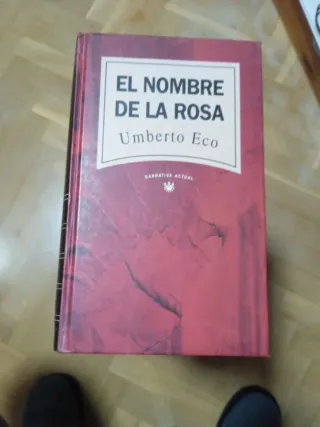 EL NOMBRE
DE LA ROSA
Umberto Eco
NARRATIVA ACTUAL